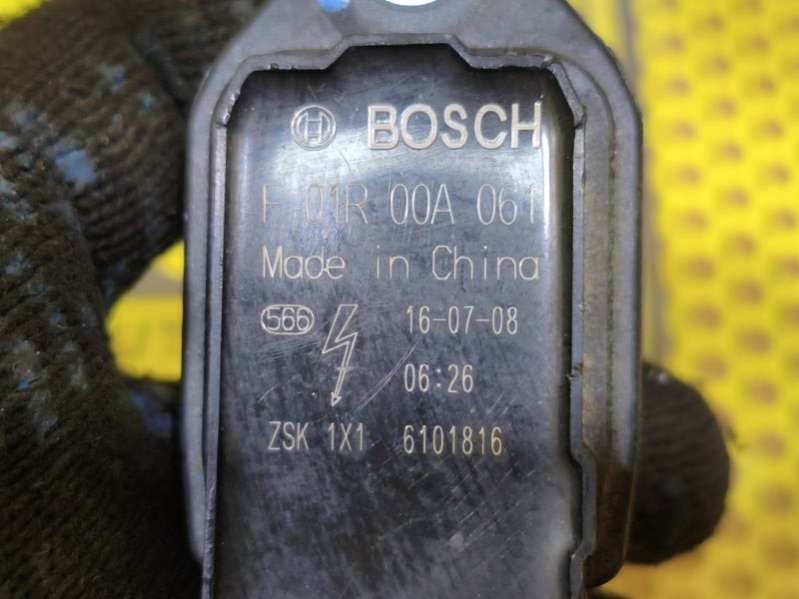 BOSCH
F 01R 00A 061
Made in China
566 16-07-08
06:26
ZSK 1X1 6101816